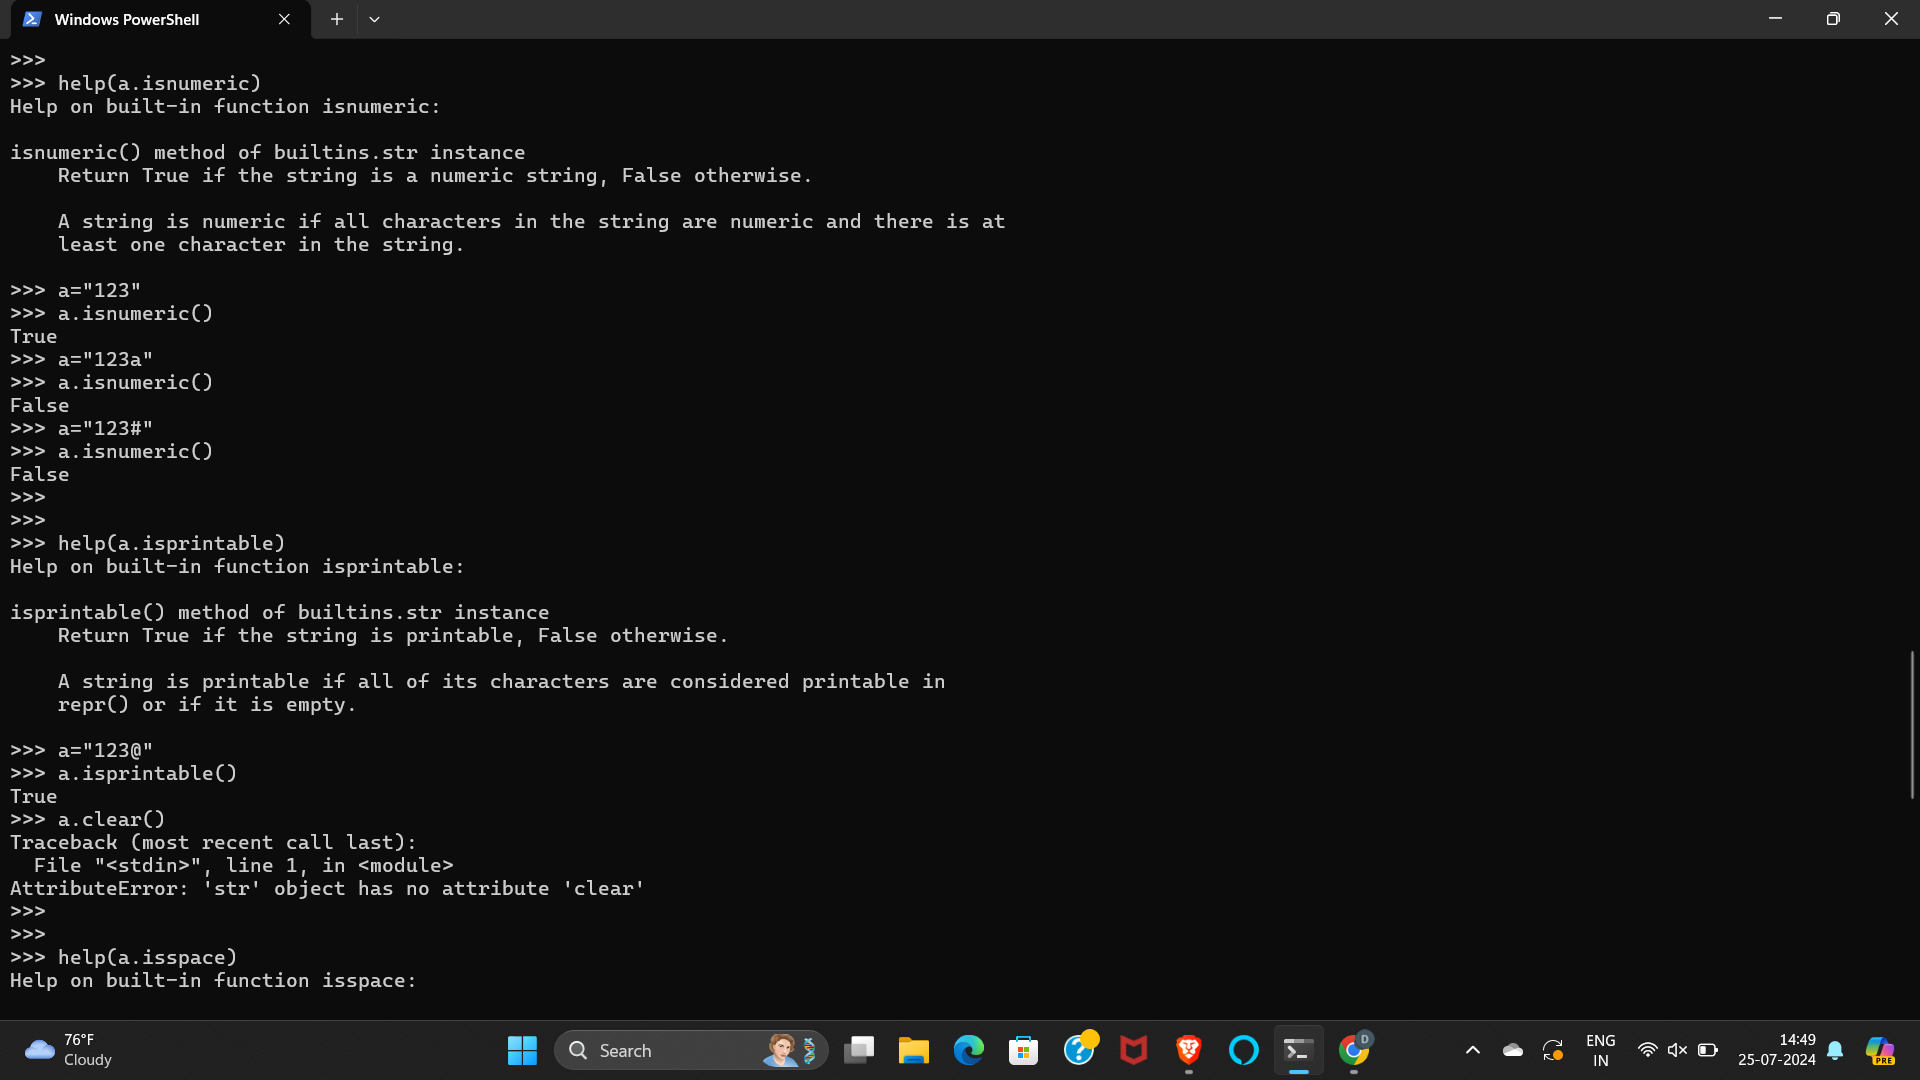 Windows PowerShell
>>>
>>> help(a.isnumeric)
Help on built-in function isnumeric:
isnumeric() method of builtins.str instance
    Return True if the string is a numeric string, False otherwise.
    A string is numeric if all characters in the string are numeric and there is at
    least one character in the string.
>>> a="123"
>>> a.isnumeric()
True
>>> a="123a"
>>> a.isnumeric()
False
>>> a="123#"
>>> a.isnumeric()
False
>>>
>>>
>>> help(a.isprintable)
Help on built-in function isprintable:
isprintable() method of builtins.str instance
    Return True if the string is printable, False otherwise.
    A string is printable if all of its characters are considered printable in
    repr() or if it is empty.
>>> a="123@"
>>> a.isprintable()
True
>>> a.clear()
Traceback (most recent call last):
  File "<stdin>", line 1, in <module>
AttributeError: 'str' object has no attribute 'clear'
>>>
>>>
>>> help(a.isspace)
Help on built-in function isspace:
76°F
Cloudy
Search
D
ENG
IN
14:49
25-07-2024
PRE